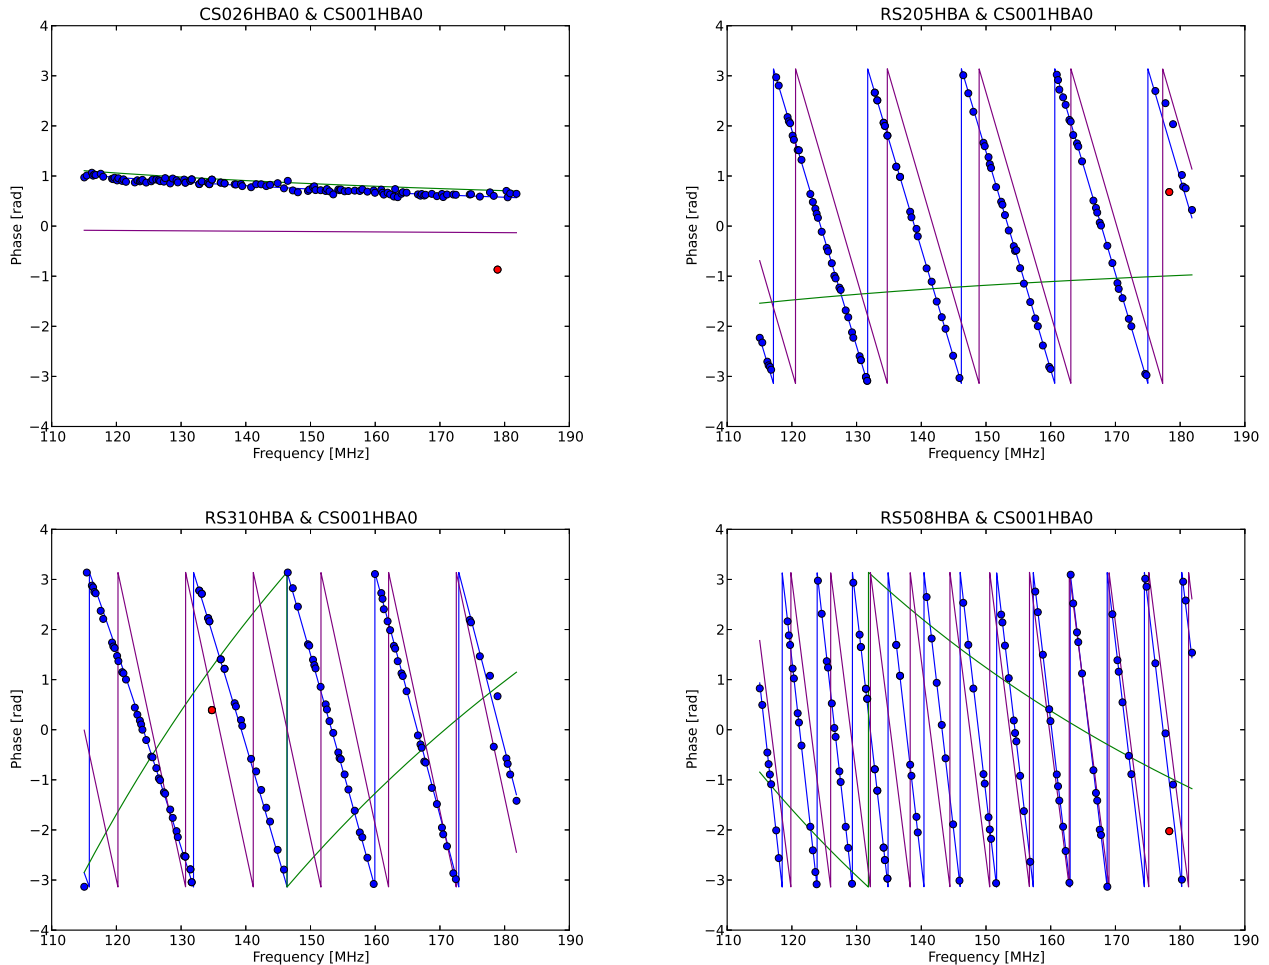 CS026HBA0 & CS001HBA0
4
3
2
1
0
−1
−2
−3
−4
Phase [rad]
110 120 130 140 150 160 170 180 190
Frequency [MHz]
RS205HBA & CS001HBA0
4
3
2
1
0
−1
−2
−3
−4
Phase [rad]
110 120 130 140 150 160 170 180 190
Frequency [MHz]
RS310HBA & CS001HBA0
4
3
2
1
0
−1
−2
−3
−4
Phase [rad]
110 120 130 140 150 160 170 180 190
Frequency [MHz]
RS508HBA & CS001HBA0
4
3
2
1
0
−1
−2
−3
−4
Phase [rad]
110 120 130 140 150 160 170 180 190
Frequency [MHz]